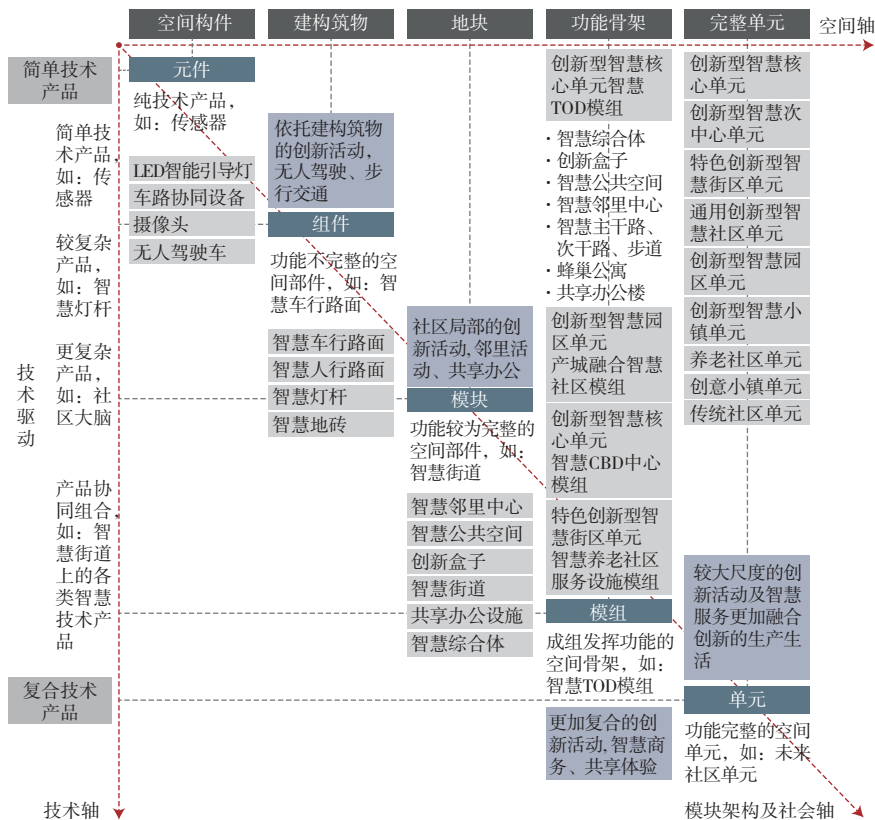 空间构件
建构筑物
地块
功能骨架
完整单元
空间轴
简单技术
产品
简单技
术产品,
如：传
感器
较复杂
产品，
如：智
慧灯杆
技术驱动
更复杂
产品，
如：社
区大脑
产品协
同组合，
如：智
慧街道
上的各
类智慧
技术产
品
复合技术
产品
技术轴
元件
纯技术产品，
如：传感器
LED智能引导灯
车路协同设备
摄像头
无人驾驶车
依托建构筑物
的创新活动，
无人驾驶、步
行交通
组件
功能不完整的空
间部件，如：智
慧车行路面
智慧车行路面
智慧人行路面
智慧灯杆
智慧地砖
社区局部的创
新活动,邻里活
动、共享办公
模块
功能较为完整的
空间部件，如：
智慧街道
智慧邻里中心
智慧公共空间
创新盒子
智慧街道
共享办公设施
智慧综合体
创新型智慧核
心单元智慧
TOD模组
·智慧综合体
·创新盒子
·智慧公共空间
·智慧邻里中心
·智慧主干路、
次干路、步道
·蜂巢公寓
·共享办公楼
创新型智慧园
区单元
产城融合智慧
社区模组
创新型智慧核
心单元
智慧CBD中心
模组
特色创新型智
慧街区单元
智慧养老社区
服务设施模组
模组
成组发挥功能的
空间骨架，如：
智慧TOD模组
更加复合的创
新活动,智慧商
务、共享体验
创新型智慧核
心单元
创新型智慧次
中心单元
特色创新型智
慧街区单元
通用创新型智
慧社区单元
创新型智慧园
区单元
创新型智慧小
镇单元
养老社区单元
创意小镇单元
传统社区单元
较大尺度的创
新活动及智慧
服务更加融合
创新的生产生
活
单元
功能完整的空间
单元，如：未来
社区单元
模块架构及社会轴